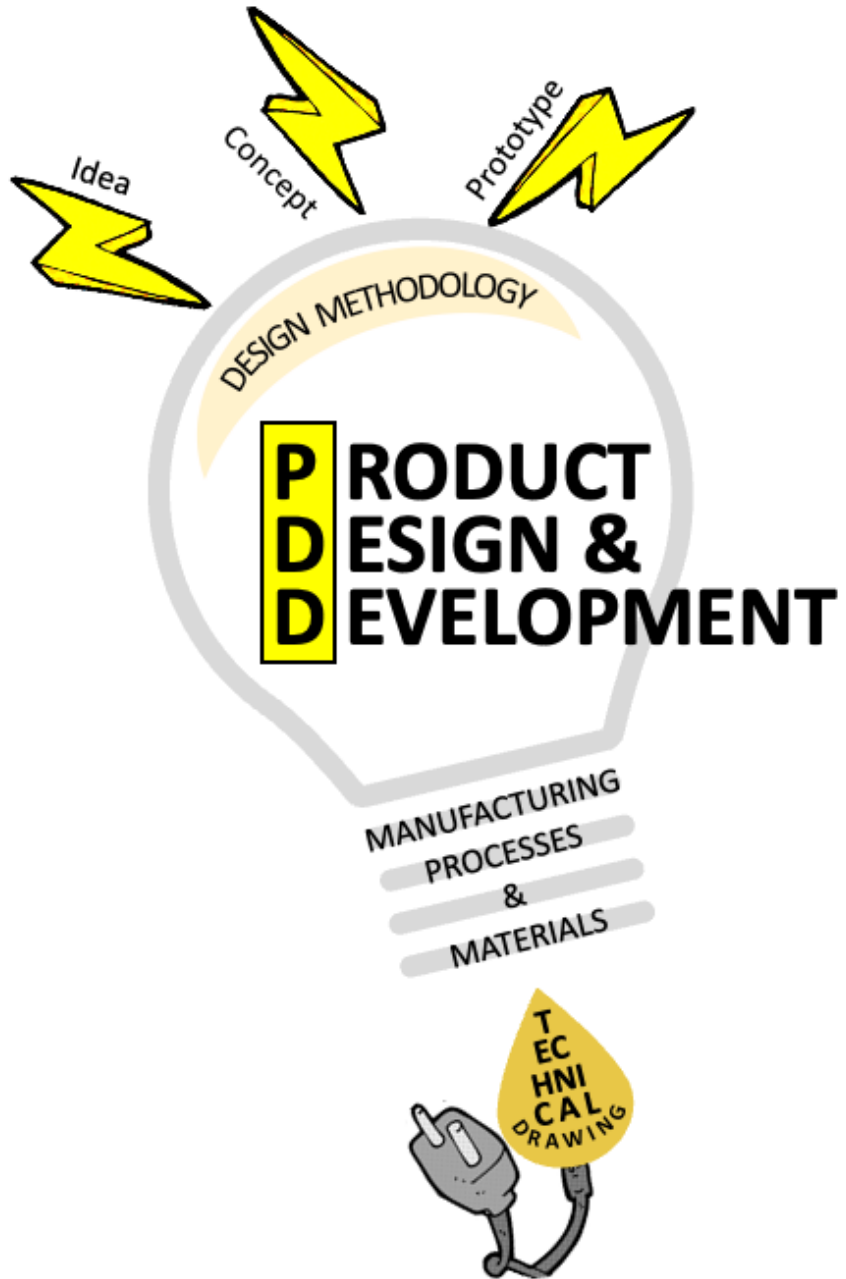 Idea
Concept
Prototype
DESIGN METHODOLOGY
PRODUCT
DESIGN &
DEVELOPMENT
MANUFACTURING
PROCESSES
&
MATERIALS
T
EC
HNI
CAL
DRAWING